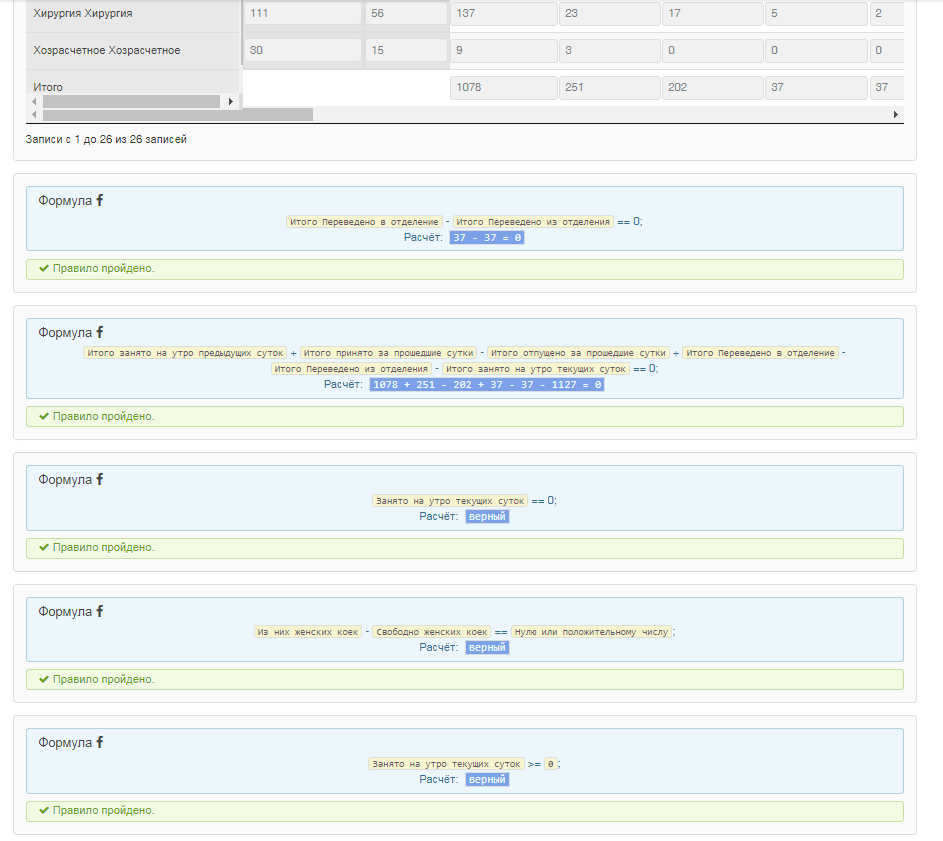 Хирургия Хирургия 111 56 137 23 17 5 2
Хозрасчетное Хозрасчетное 30 15 9 3 0 0 0
Итого 1078 251 202 37 37
Записи с 1 до 26 из 26 записей
Формула f
Итого Переведено в отделение - Итого Переведено из отделения == 0;
Расчёт: 37 - 37 = 0
Правило пройдено.
Формула f
Итого занято на утро предыдущих суток + Итого принято за прошедшие сутки - Итого отпущено за прошедшие сутки + Итого Переведено в отделение -
Итого Переведено из отделения - Итого занято на утро текущих суток == 0;
Расчёт: 1078 + 251 - 202 + 37 - 37 - 1127 = 0
Правило пройдено.
Формула f
Занято на утро текущих суток == 0;
Расчёт: верный
Правило пройдено.
Формула f
Из них женских коек - Свободно женских коек == Нулю или положительному числу;
Расчёт: верный
Правило пройдено.
Формула f
Занято на утро текущих суток >= 0;
Расчёт: верный
Правило пройдено.